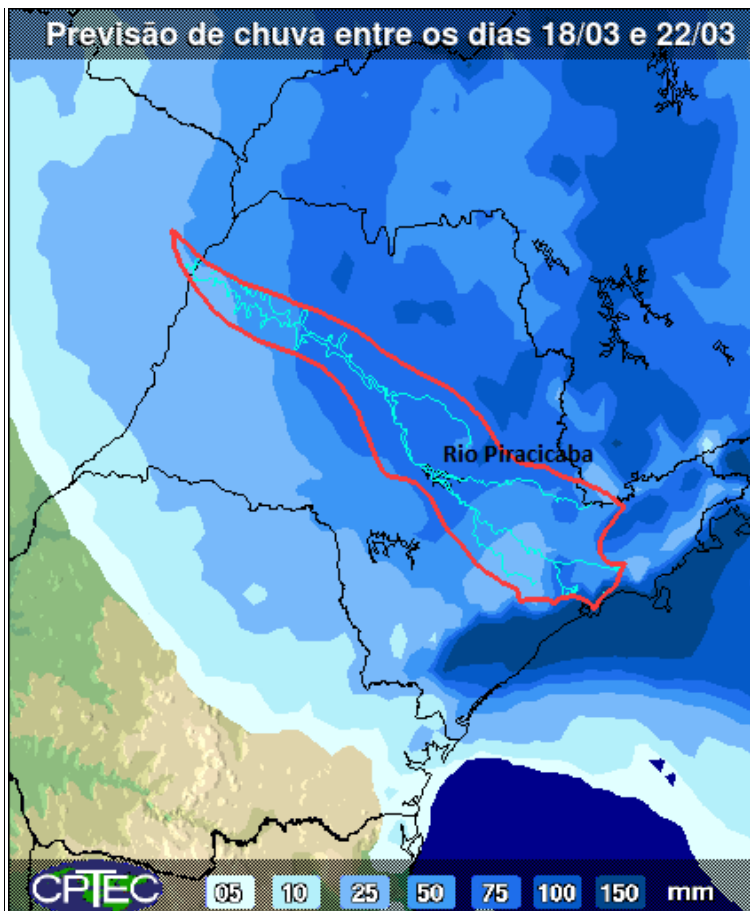 Previsão de chuva entre os dias 18/03 e 22/03
Rio Piracicaba
CPTEC 05 10 25 50 75 100 150 mm